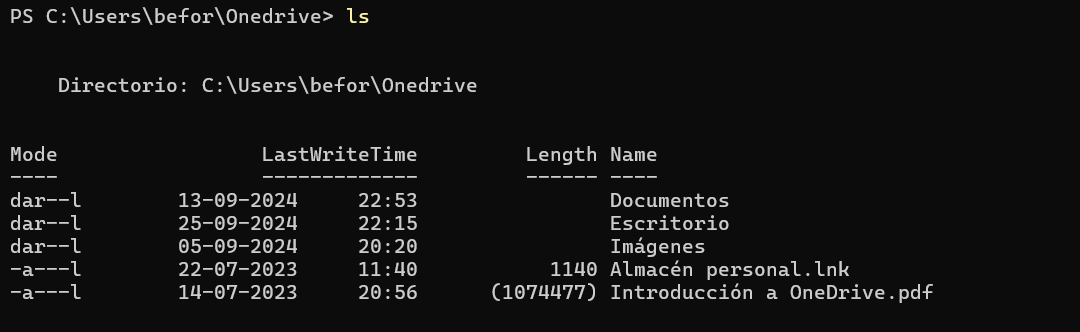 PS C:\Users\befor\Onedrive> ls
Directorio: C:\Users\befor\Onedrive
Mode                 LastWriteTime         Length Name
----                 -------------         ------ ----
dar--l        13-09-2024     22:53                Documentos
dar--l        25-09-2024     22:15                Escritorio
dar--l        05-09-2024     20:20                Imágenes
-a---l        22-07-2023     11:40           1140 Almacén personal.lnk
-a---l        14-07-2023     20:56      (1074477) Introducción a OneDrive.pdf